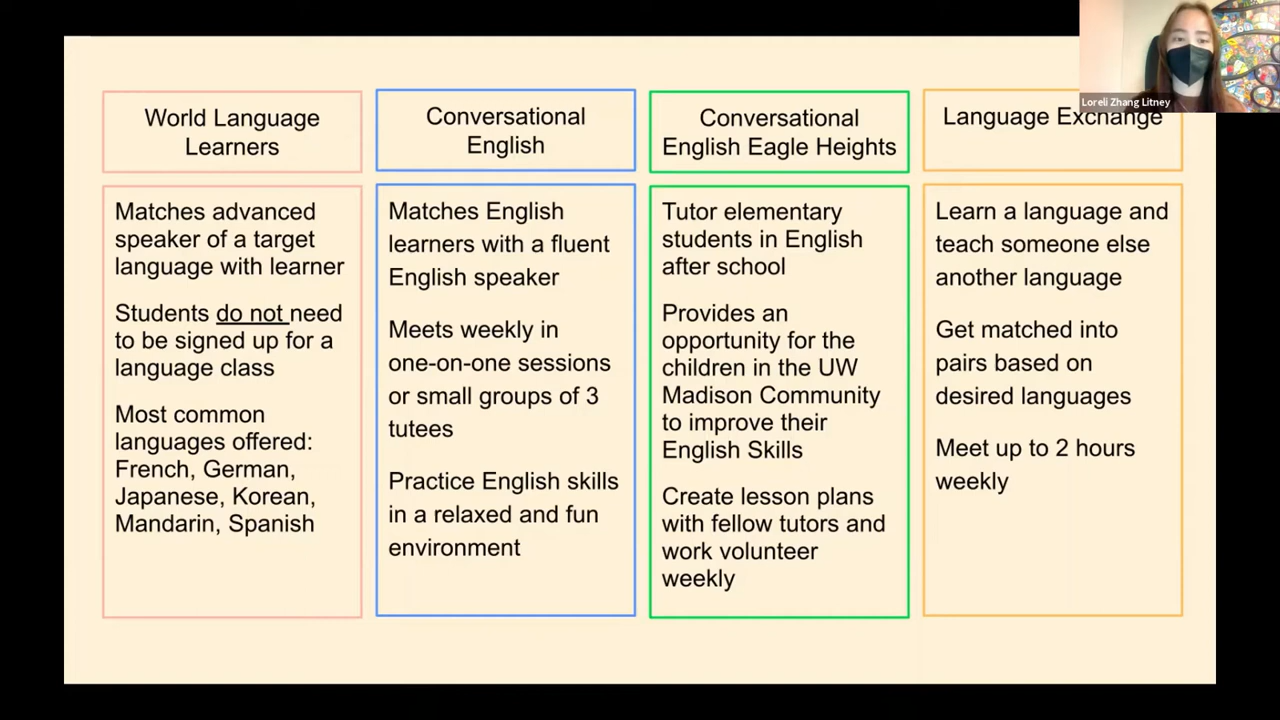 Loreli Zhang Litney
World Language
Learners
Matches advanced
speaker of a target
language with learner
Students do not need
to be signed up for a
language class
Most common
languages offered:
French, German,
Japanese, Korean,
Mandarin, Spanish
Conversational
English
Matches English
learners with a fluent
English speaker
Meets weekly in
one-on-one sessions
or small groups of 3
tutees
Practice English skills
in a relaxed and fun
environment
Conversational
English Eagle Heights
Tutor elementary
students in English
after school
Provides an
opportunity for the
children in the UW
Madison Community
to improve their
English Skills
Create lesson plans
with fellow tutors and
work volunteer
weekly
Language Exchange
Learn a language and
teach someone else
another language
Get matched into
pairs based on
desired languages
Meet up to 2 hours
weekly